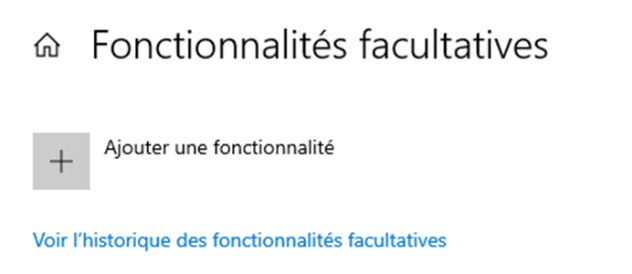 Fonctionnalités facultatives
Ajouter une fonctionnalité
Voir l'historique des fonctionnalités facultatives